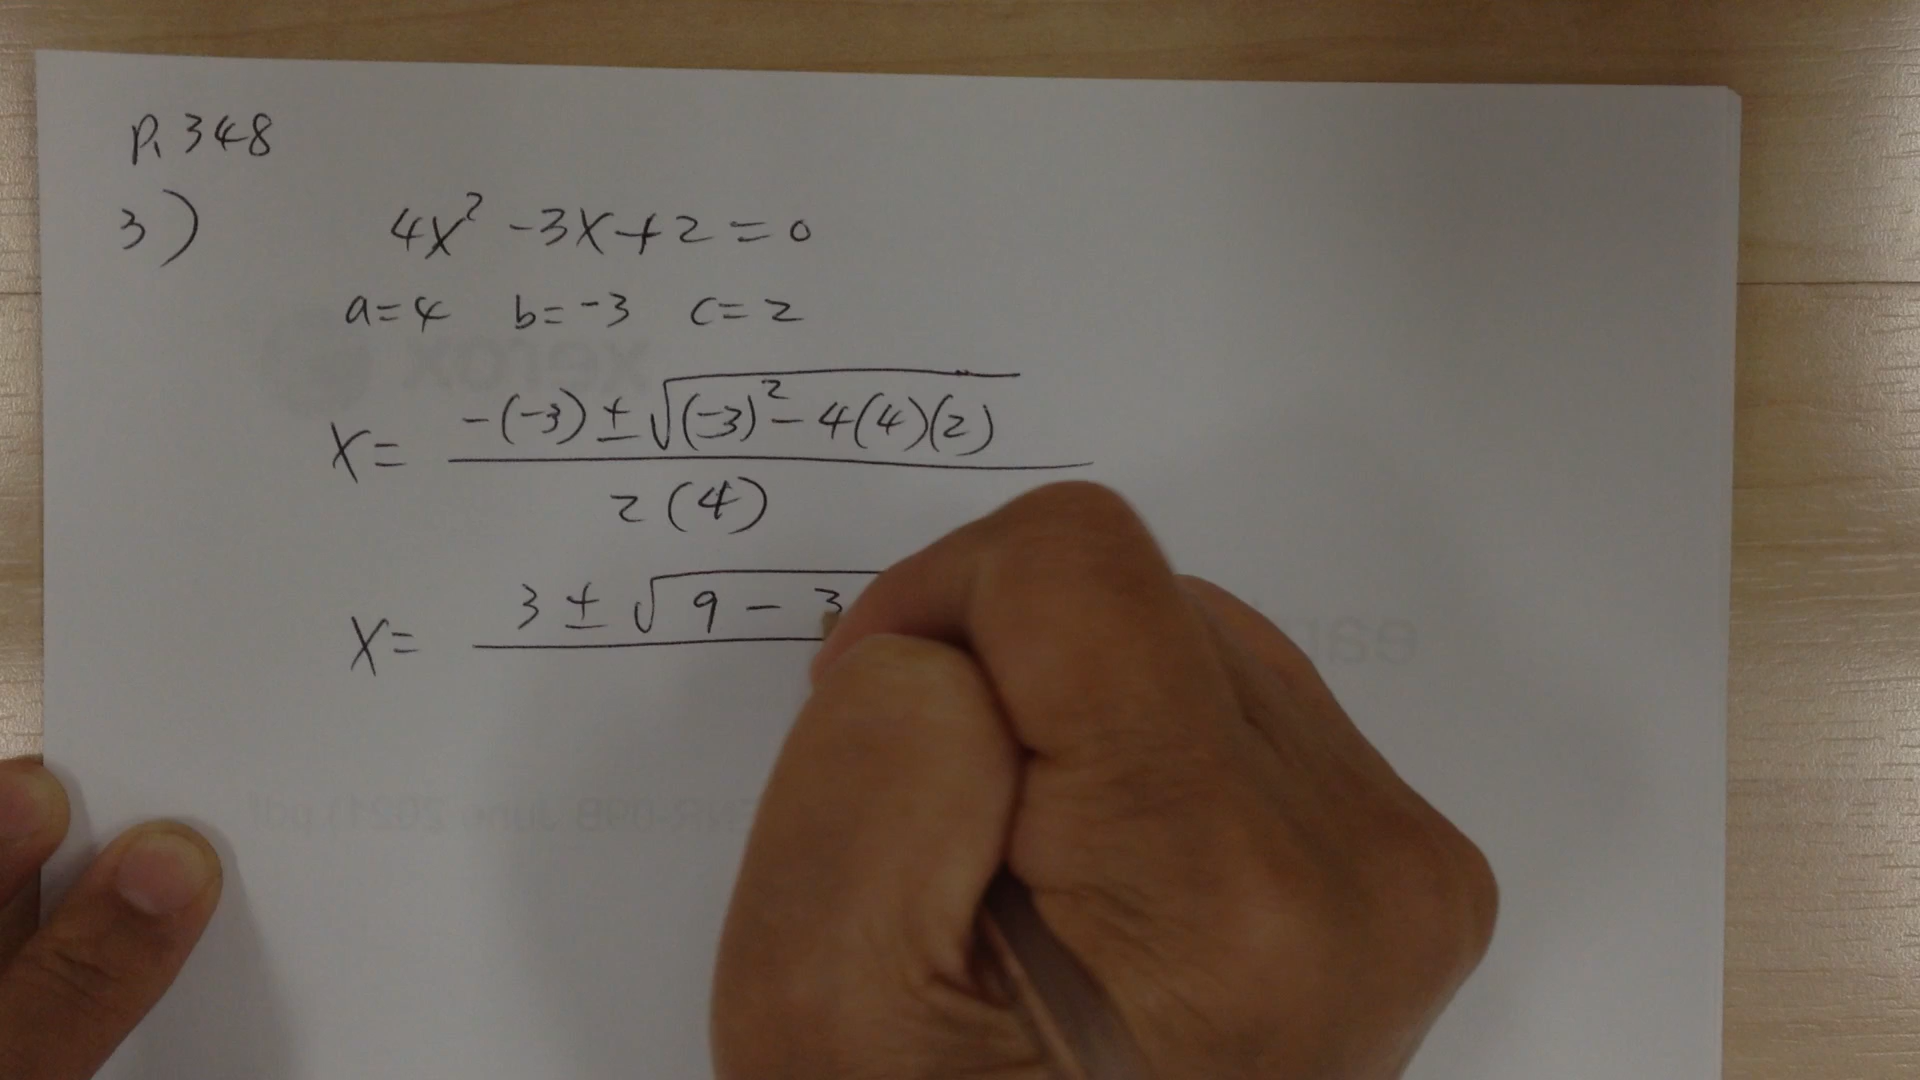 P. 348
3) 4x² -3x+2=0
a=4 b=-3 c=2
x= -(-3)±√(-3)²-4(4)(2)
2(4)
x= 3±√9-3
xerox